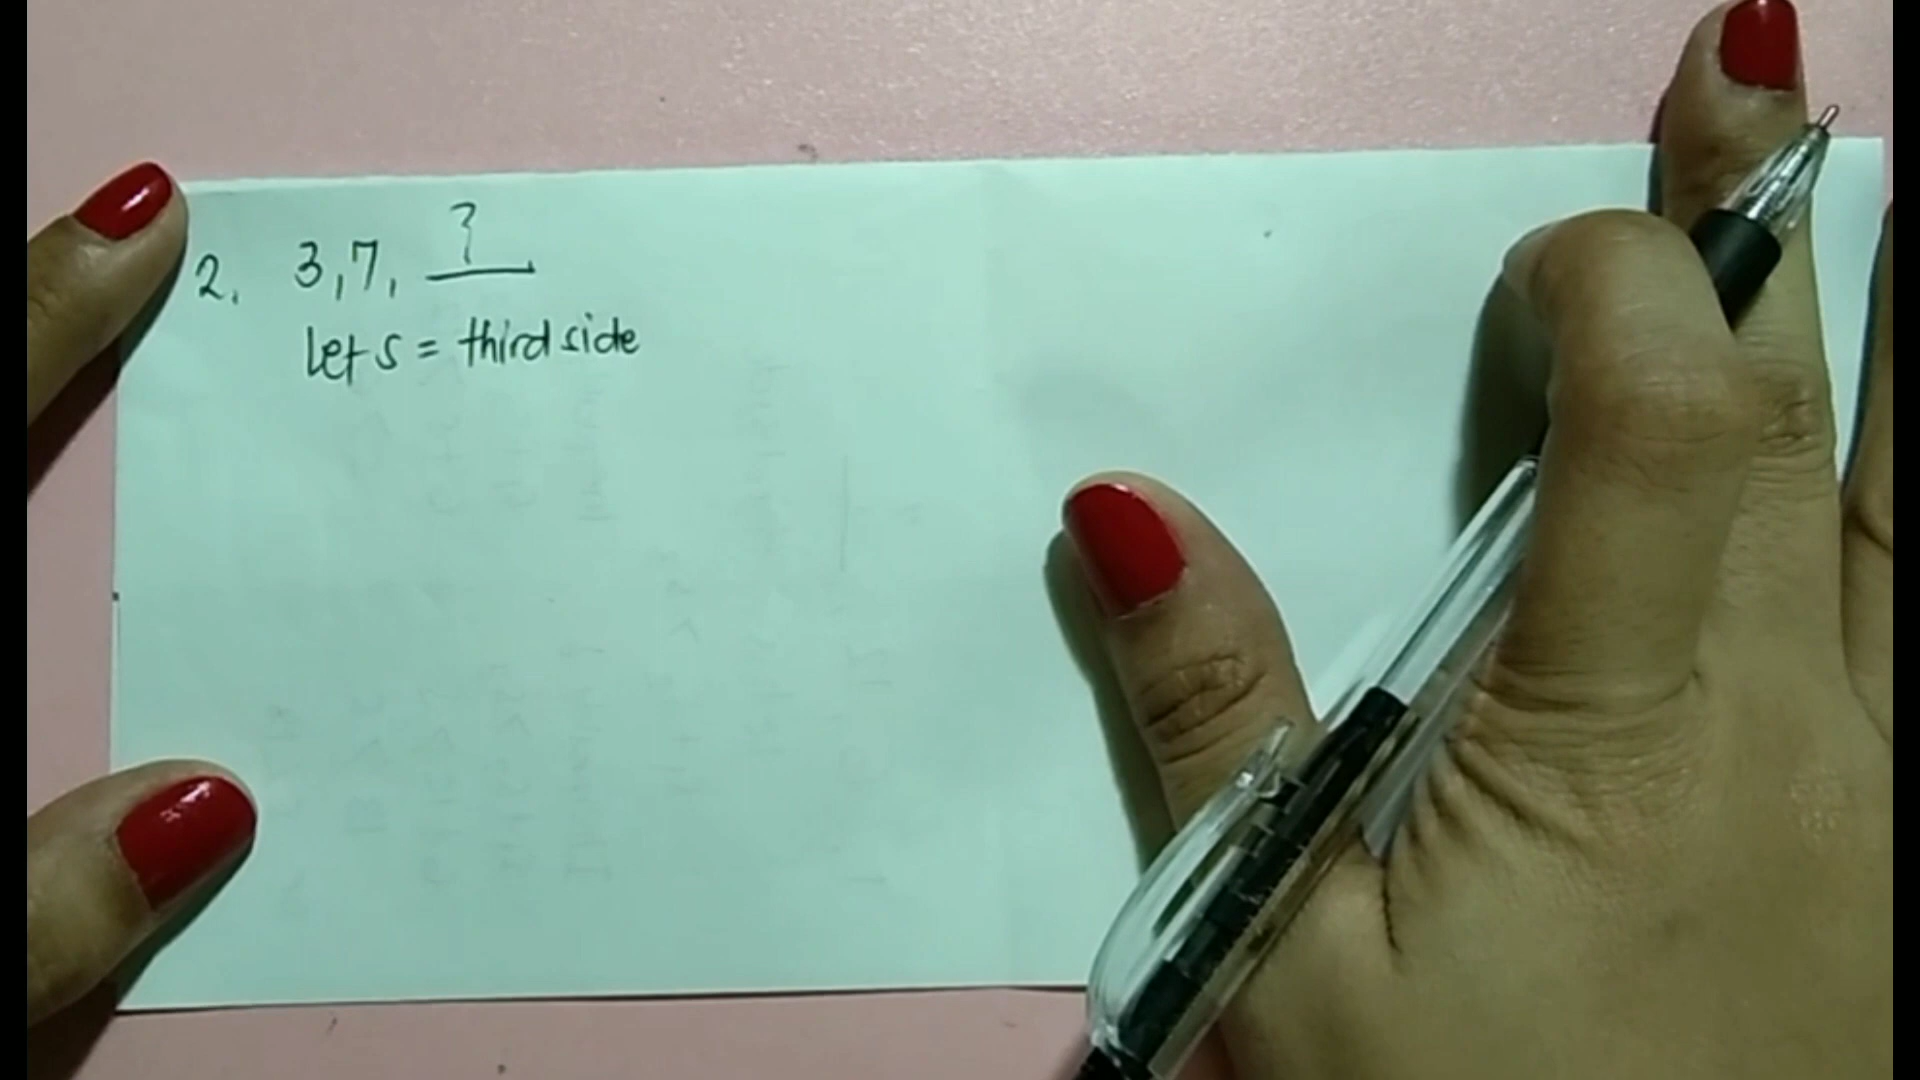 2. 3,7, ?
let s = third side